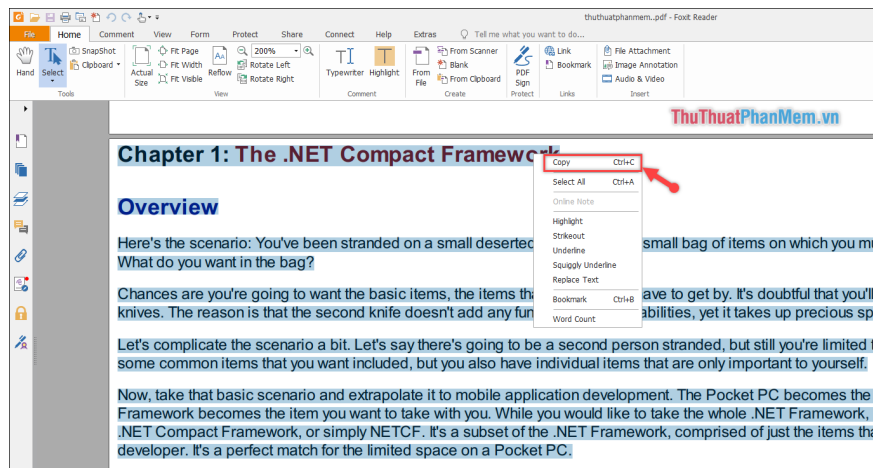 thuthuatphanmem..pdf - Foxit Reader
File Home Comment View Form Protect Share Connect Help Extras Tell me what you want to do...
Hand
Select
SnapShot
Clipboard
Tools
Actual Size
Fit Page
Fit Width
Fit Visible
Reflow
200%
Rotate Left
Rotate Right
View
Typewriter
Highlight
Comment
From File
From Scanner
Blank
From Clipboard
Create
PDF Sign
Protect
Link
Bookmark
Links
File Attachment
Image Annotation
Audio & Video
Insert
ThuThuatPhanMem.vn
Chapter 1: The .NET Compact Framework
Copy Ctrl+C
Select All Ctrl+A
Online Note
Highlight
Strikeout
Underline
Squiggly Underline
Replace Text
Bookmark Ctrl+B
Word Count
Overview
Here's the scenario: You've been stranded on a small deserted small bag of items on which you
What do you want in the bag?
Chances are you're going to want the basic items, the items to get by. It's doubtful that you'll
knives. The reason is that the second knife doesn't add any yet it takes up precious
Let's complicate the scenario a bit. Let's say there's going to be a second person stranded, but still you're limited
some common items that you want included, but you also have individual items that are only important to yourself.
Now, take that basic scenario and extrapolate it to mobile application development. The Pocket PC becomes the
Framework becomes the item you want to take with you. While you would like to take the whole .NET Framework,
.NET Compact Framework, or simply NETCF. It's a subset of the .NET Framework, comprised of just the items
developer. It's a perfect match for the limited space on a Pocket PC.